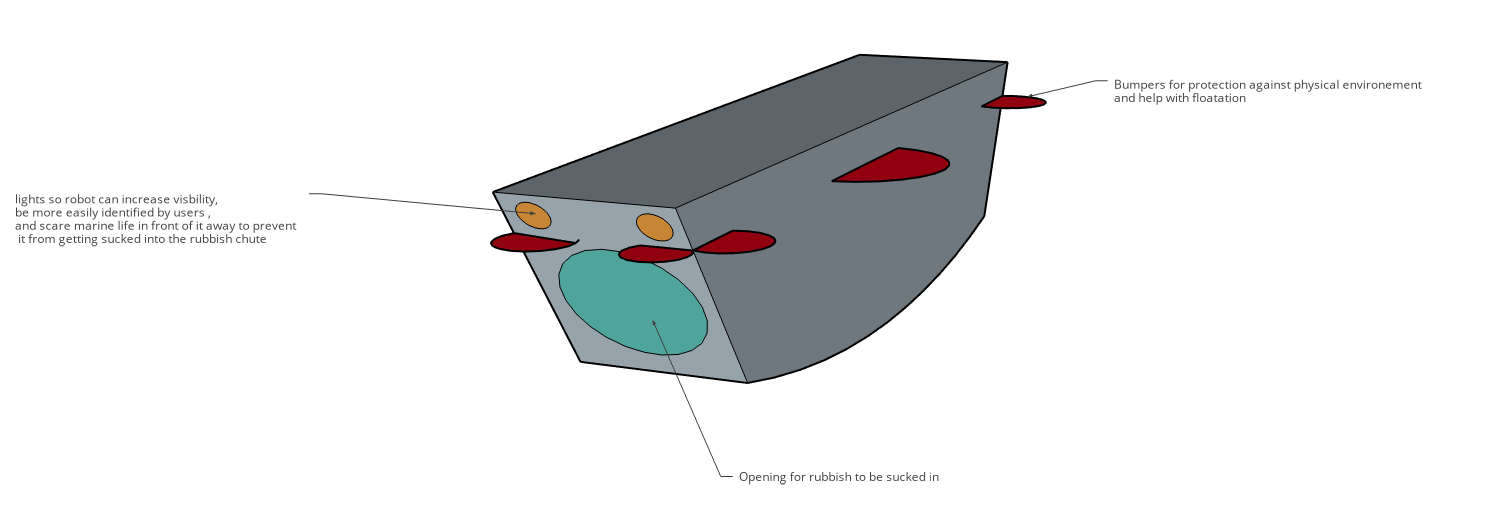 Bumpers for protection against physical environement
and help with floatation
lights so robot can increase visbility,
be more easily identified by users ,
and scare marine life in front of it away to prevent
it from getting sucked into the rubbish chute
Opening for rubbish to be sucked in